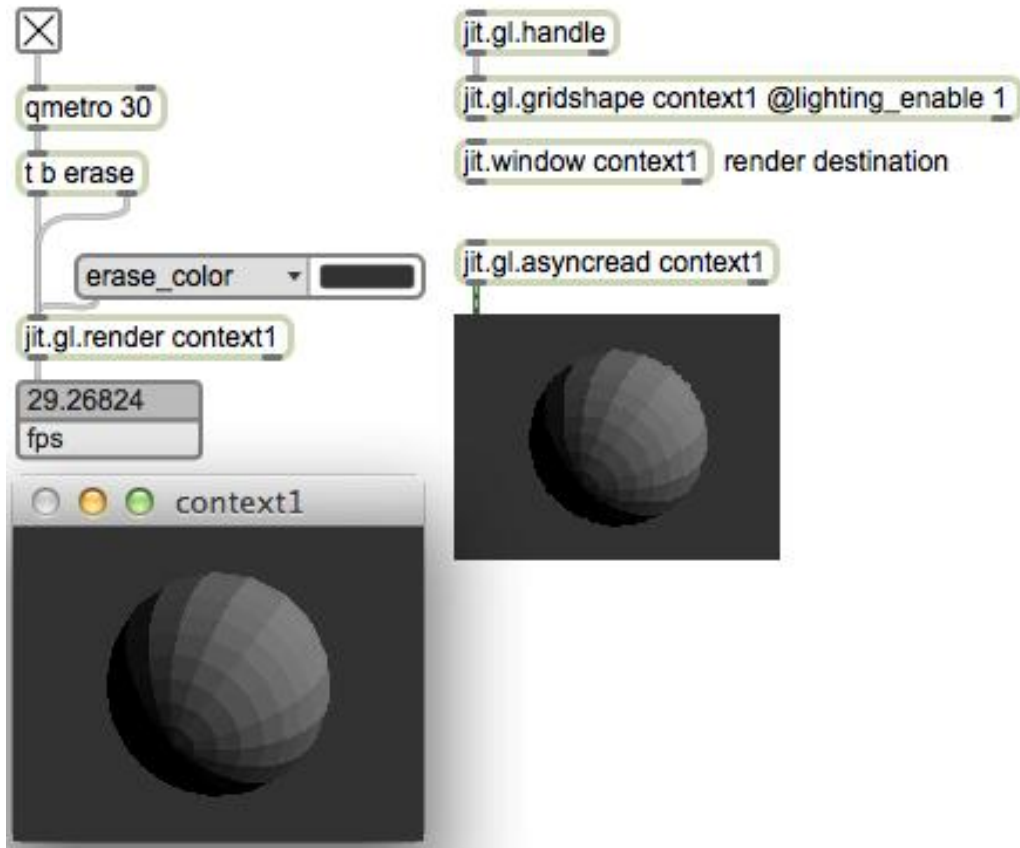 qmetro 30
t b erase
erase_color
jit.gl.render context1
29.26824
fps
context1
jit.gl.handle
jit.gl.gridshape context1 @lighting_enable 1
jit.window context1 render destination
jit.gl.asyncread context1